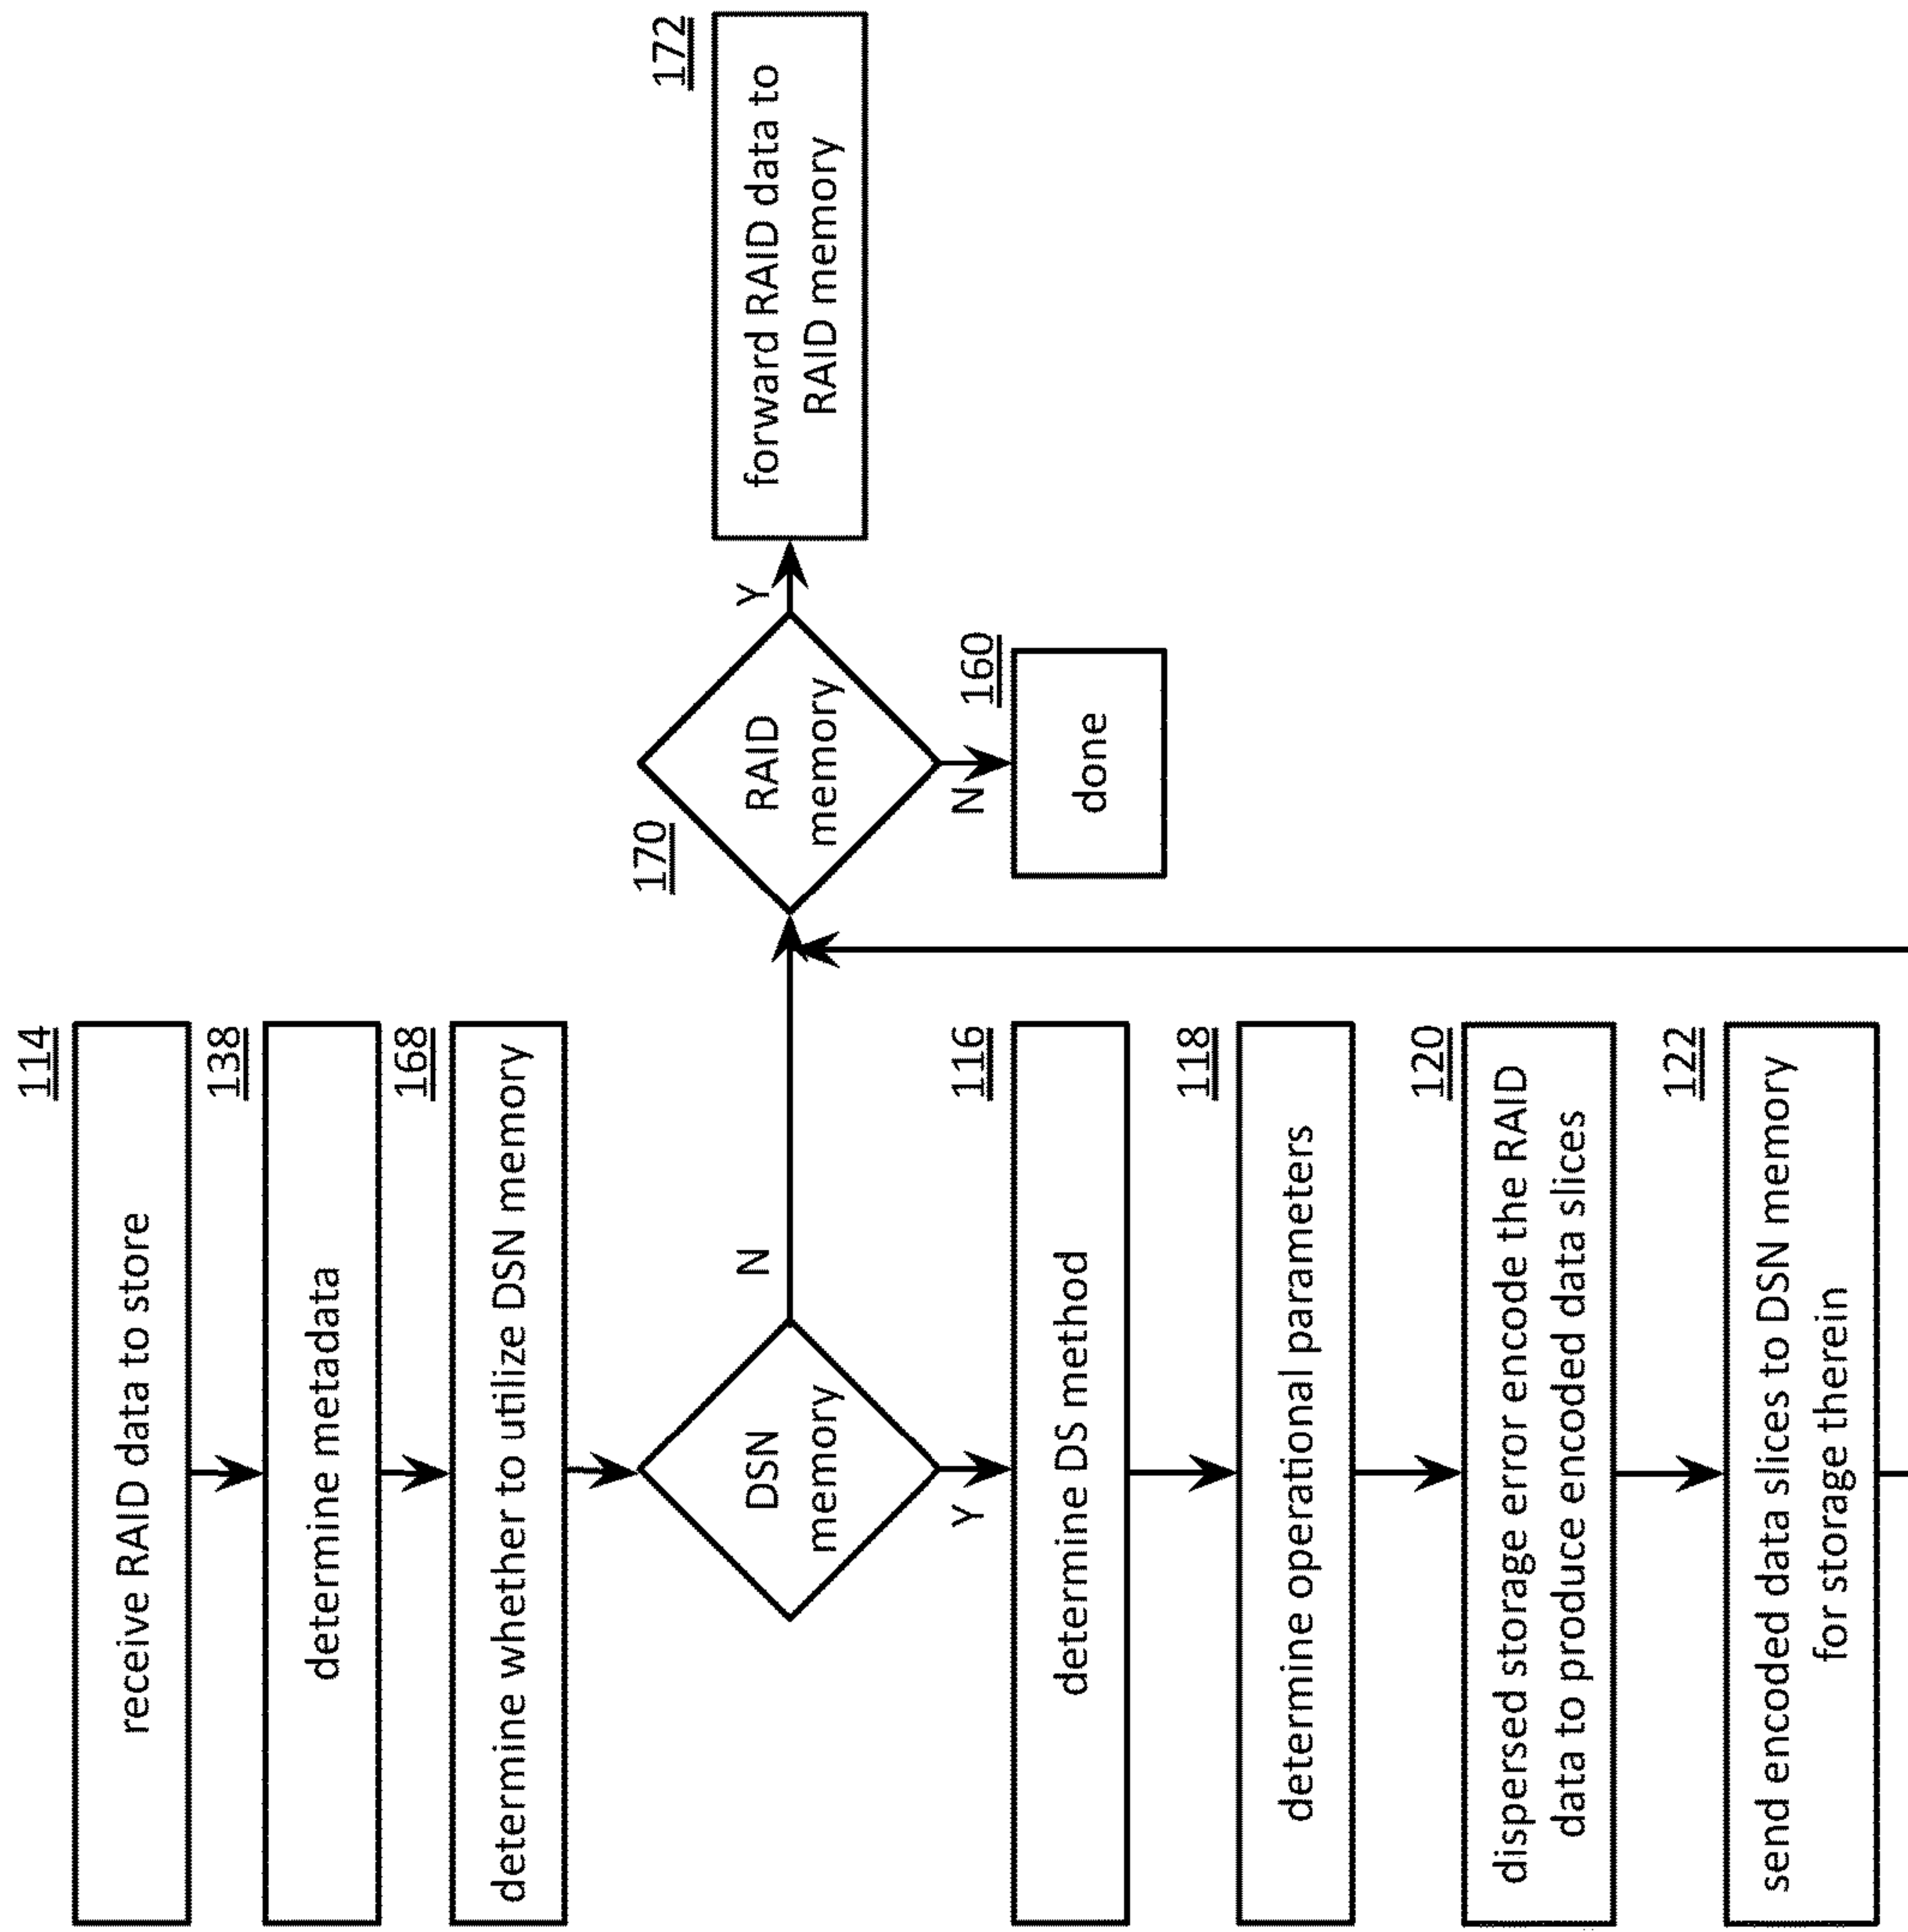 114
receive RAID data to store
138
determine metadata
168
determine whether to utilize DSN memory
DSN
memory
N
Y
116
determine DS method
118
determine operational parameters
120
dispersed storage error encode the RAID
data to produce encoded data slices
122
send encoded data slices to DSN memory
for storage therein
170
RAID
memory
Y
N
160
done
172
forward RAID data to
RAID memory